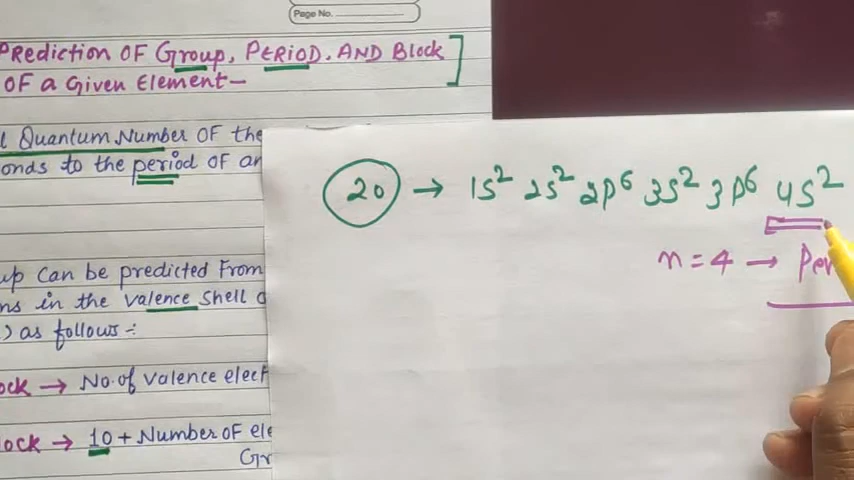 Page No.
Prediction OF Group, PERIOD, AND Block
OF a Given Element—
l Quantum Number OF the
onds to the period of an
up can be predicted From
ns in the valence Shell o
) as follows :-
ock → No. of valence elect
lock → 10 + Number OF ele
Gr
20 → 1s² 2s² 2p⁶ 3s² 3p⁶ 4s²
n = 4 → Per